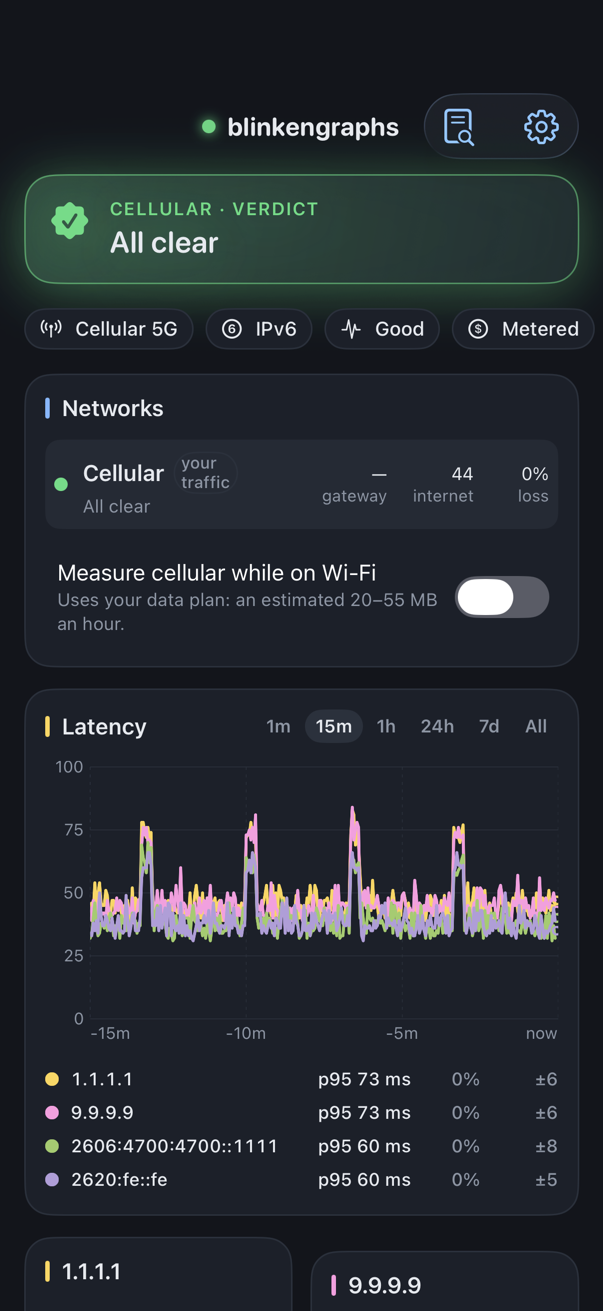 blinkengraphs
CELLULAR · VERDICT
All clear
Cellular 5G
6
IPv6
Good
$
Metered
Networks
Cellular
your
traffic
All clear
—
gateway
44
internet
0%
loss
Measure cellular while on Wi-Fi
Uses your data plan: an estimated 20–55 MB
an hour.
Latency
1m 15m 1h 24h 7d All
100
75
50
25
0
-15m -10m -5m now
1.1.1.1 p95 73 ms 0% ±6
9.9.9.9 p95 73 ms 0% ±6
2606:4700:4700::1111 p95 60 ms 0% ±8
2620:fe::fe p95 60 ms 0% ±5
1.1.1.1
9.9.9.9